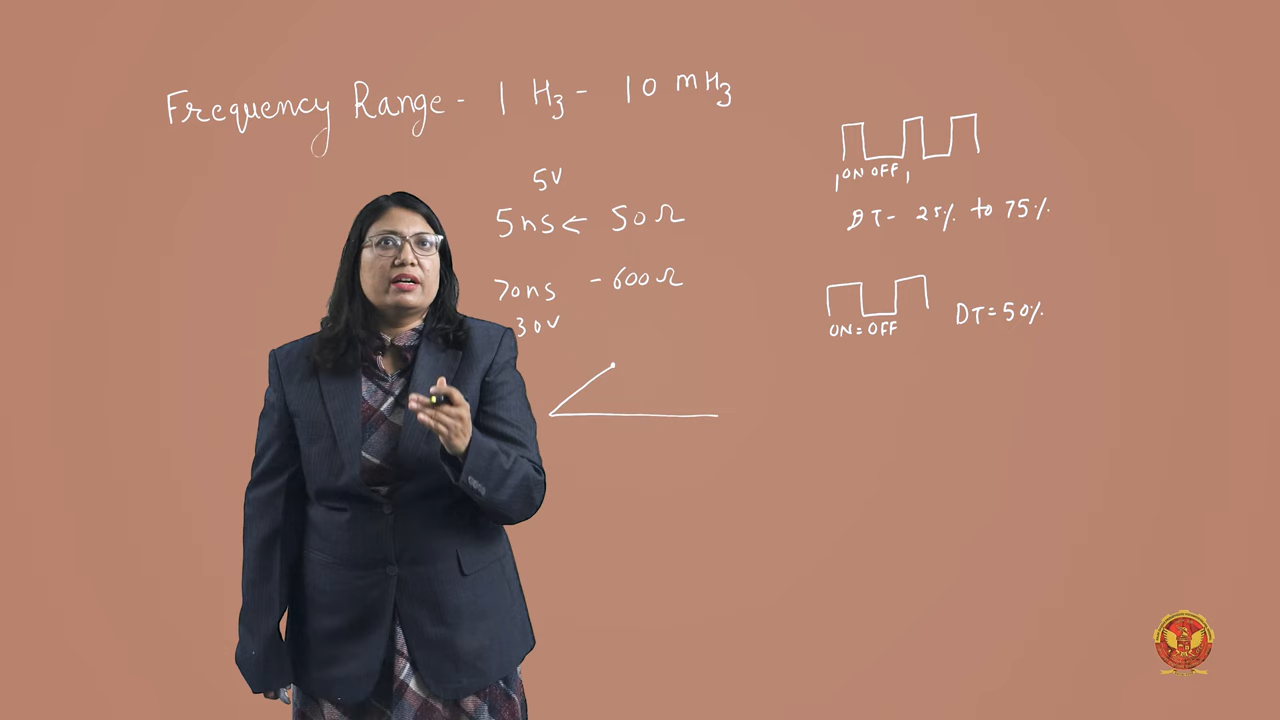 Frequency Range - 1 Hz - 10 MHz
5V
5ns ← 50Ω
70ns - 600Ω
30V
ON OFF
DT - 25% to 75%
ON = OFF
DT = 50%